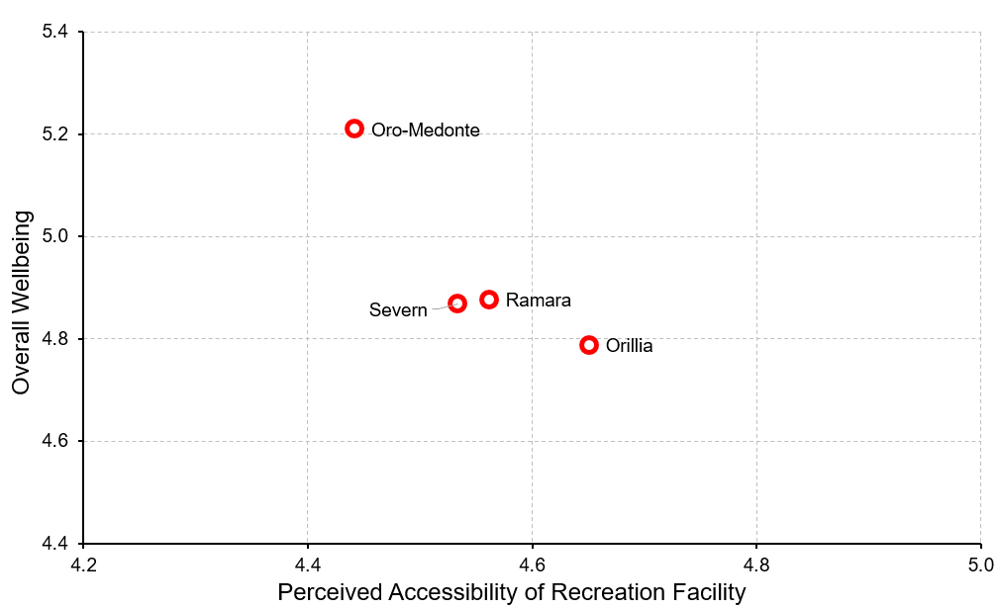 5.4
5.2
5.0
4.8
4.6
4.4
4.2
4.4
4.6
4.8
5.0
Overall Wellbeing
Perceived Accessibility of Recreation Facility
Oro-Medonte
Severn
Ramara
Orillia